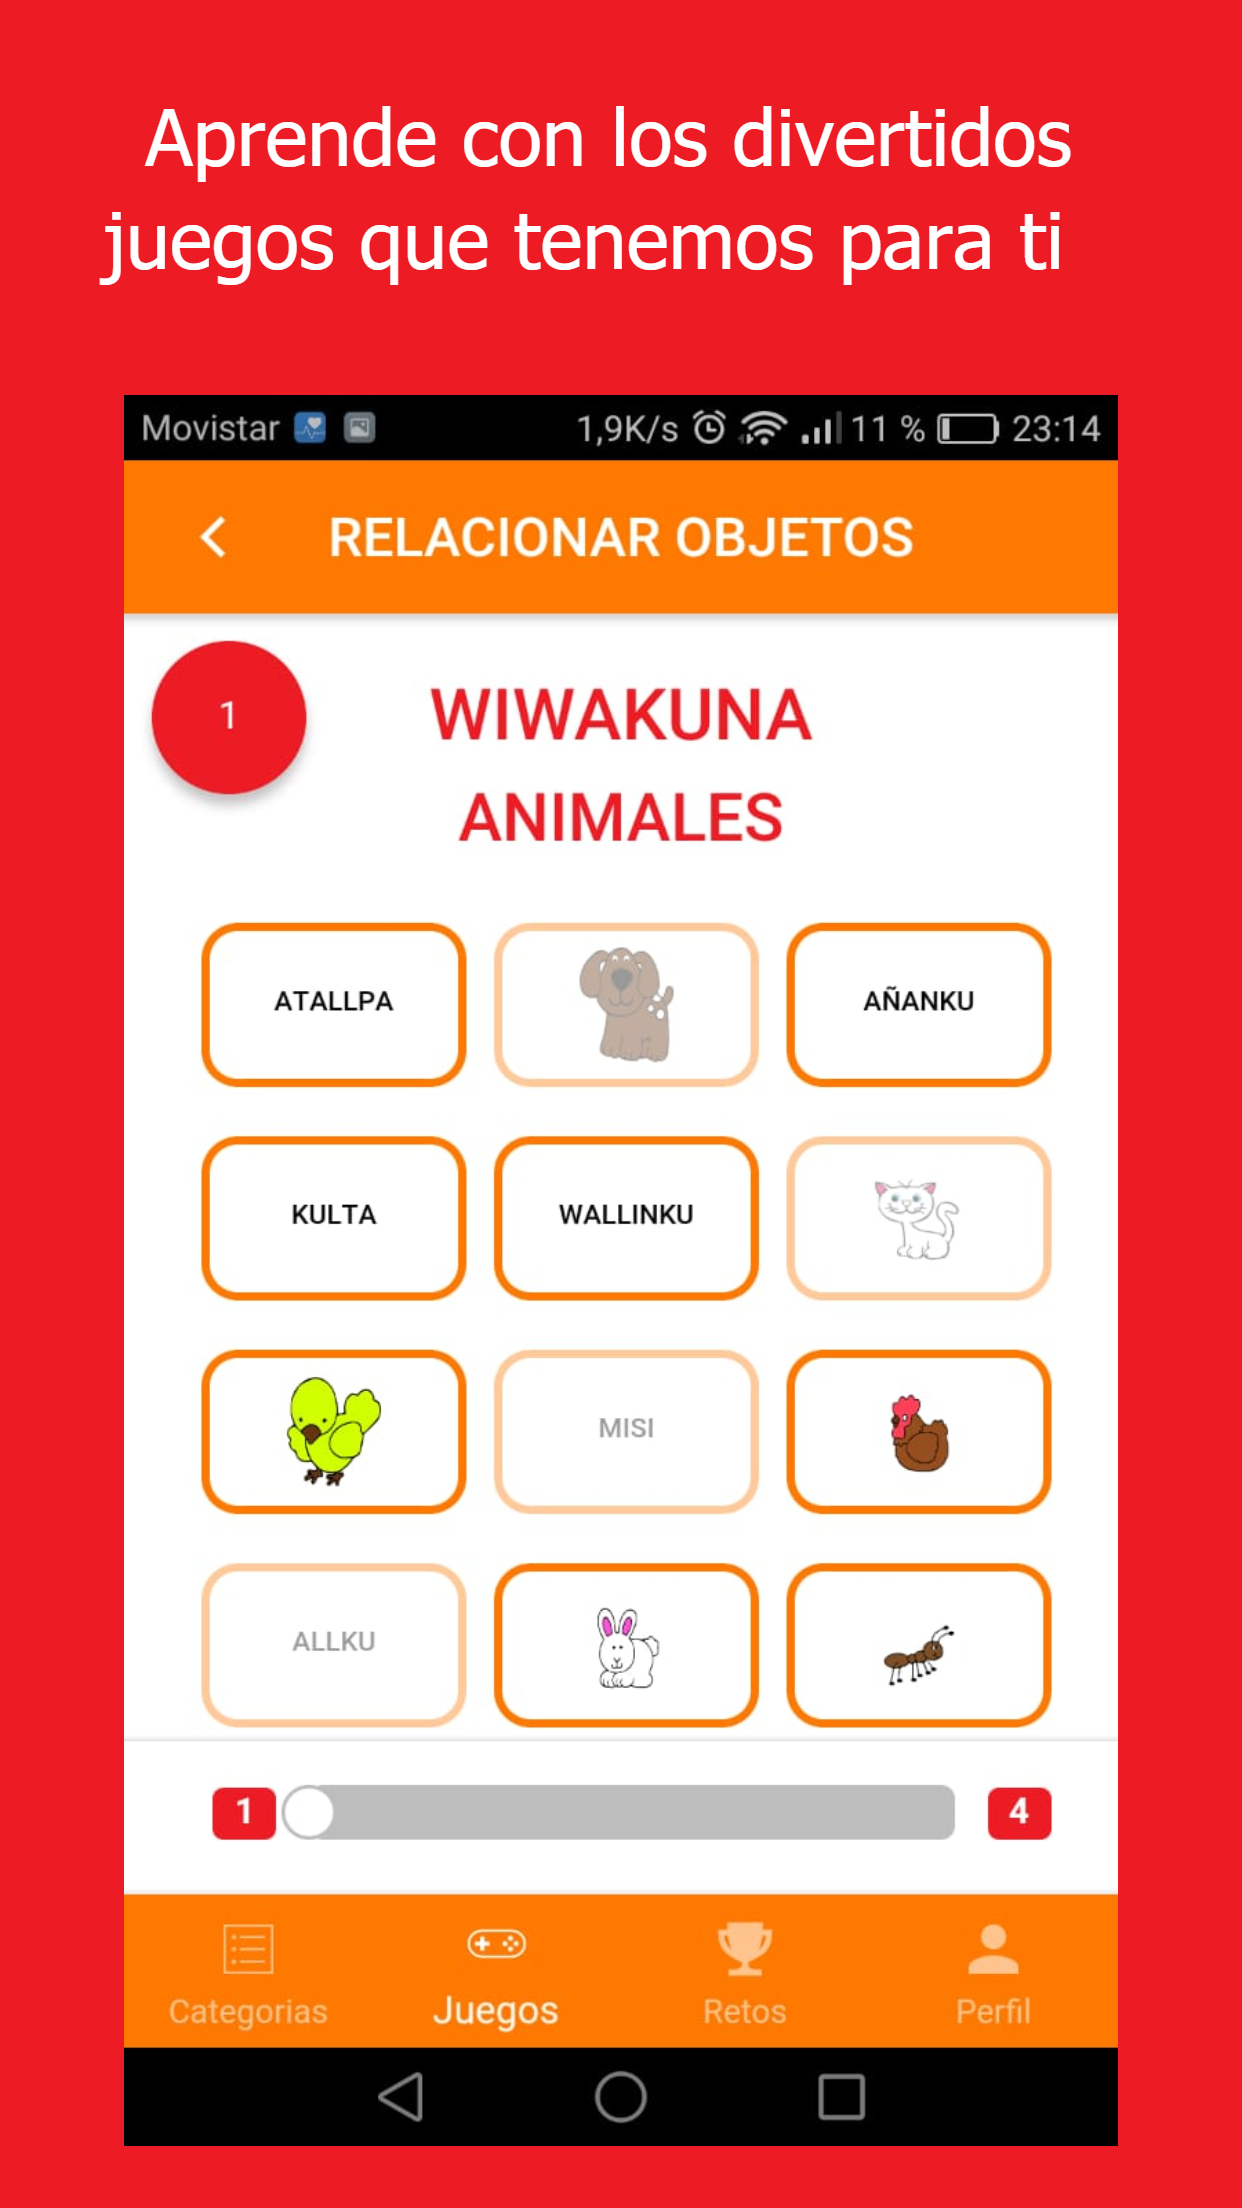 Aprende con los divertidos
juegos que tenemos para ti
Movistar 1,9K/s 11 % 23:14
RELACIONAR OBJETOS
1
WIWAKUNA
ANIMALES
ATALLPA
AÑANKU
KULTA
WALLINKU
MISI
ALLKU
1
4
Categorias
Juegos
Retos
Perfil